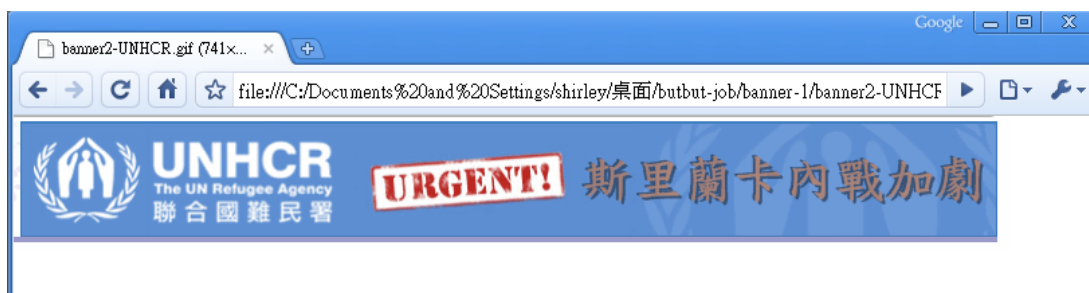 Google
banner2-UNHCR.gif (741×...
file:///C:/Documents%20and%20Settings/shirley/桌面/butbut-job/banner-1/banner2-UNHCR
UNHCR
The UN Refugee Agency
聯合國難民署
URGENT!
斯里蘭卡內戰加劇